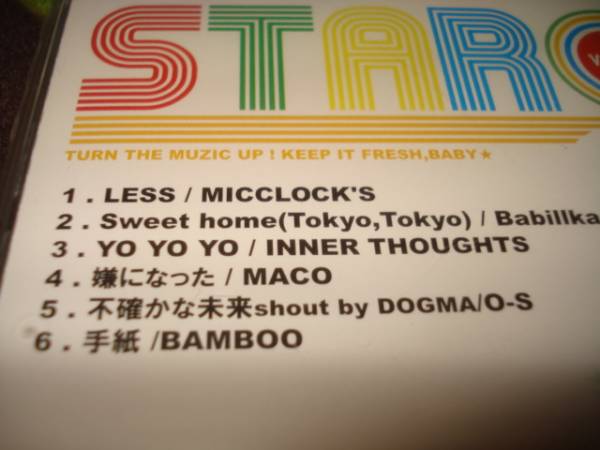 STAR
TURN THE MUZIC UP ! KEEP IT FRESH,BABY★
1 . LESS / MICCLOCK'S
2 . Sweet home(Tokyo,Tokyo) / Babillka
3 . YO YO YO / INNER THOUGHTS
4 . 嫌になった / MACO
5 . 不確かな未来shout by DOGMA/O-S
6 . 手紙 /BAMBOO